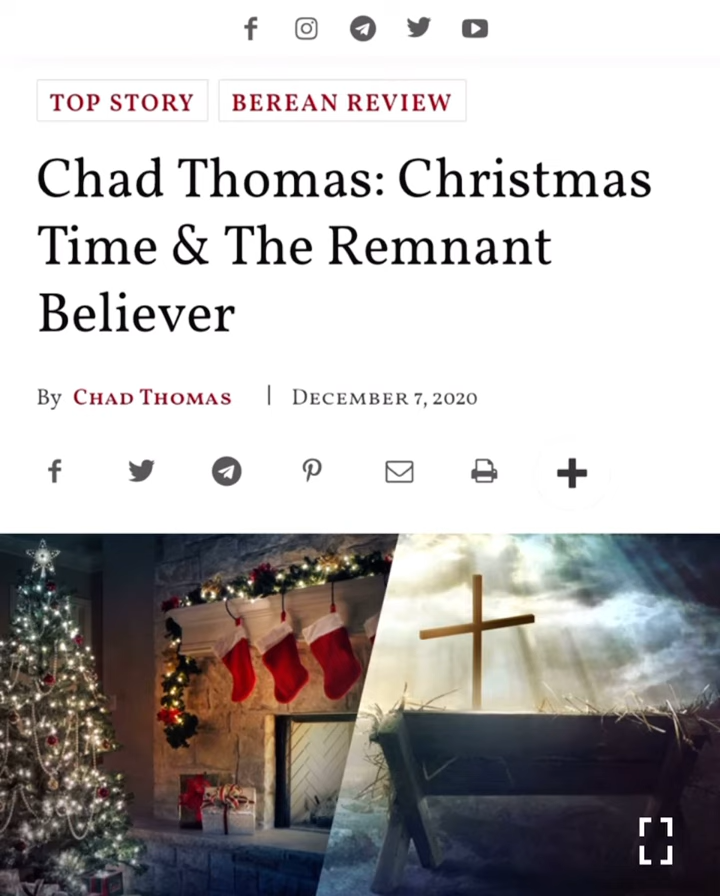 TOP STORY BEREAN REVIEW
Chad Thomas: Christmas
Time & The Remnant
Believer
By Chad Thomas | December 7, 2020